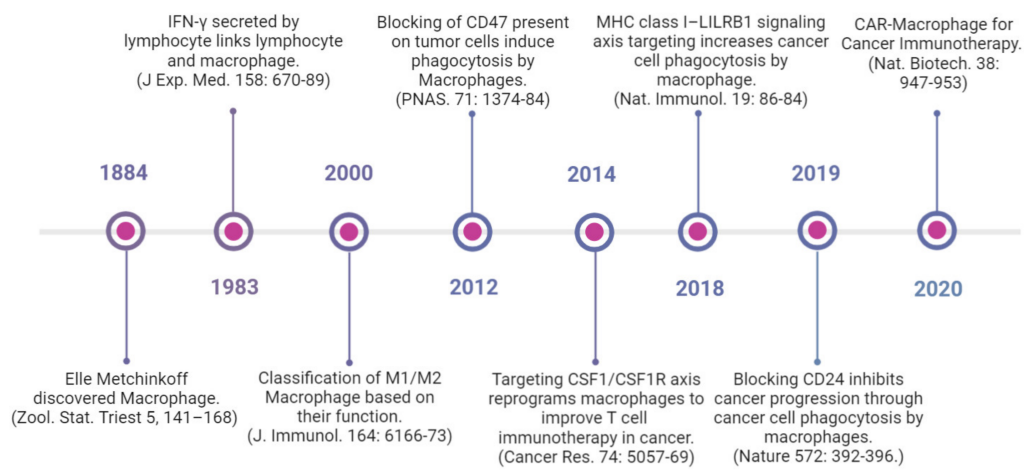 IFN-γ secreted by
lymphocyte links lymphocyte
and macrophage.
(J Exp. Med. 158: 670-89)
Blocking of CD47 present
on tumor cells induce
phagocytosis by
Macrophages.
(PNAS. 71: 1374-84)
MHC class I–LILRB1 signaling
axis targeting increases cancer
cell phagocytosis by
macrophage.
(Nat. Immunol. 19: 86-84)
CAR-Macrophage for
Cancer Immunotherapy.
(Nat. Biotech. 38:
947-953)
1884
2000
2014
2019
1983
2012
2018
2020
Elle Metchinkoff
discovered Macrophage.
(Zool. Stat. Triest 5, 141–168)
Classification of M1/M2
Macrophage based on
their function.
(J. Immunol. 164: 6166-73)
Targeting CSF1/CSF1R axis
reprograms macrophages to
improve T cell
immunotherapy in cancer.
(Cancer Res. 74: 5057-69)
Blocking CD24 inhibits
cancer progression through
cancer cell phagocytosis by
macrophages.
(Nature 572: 392-396.)